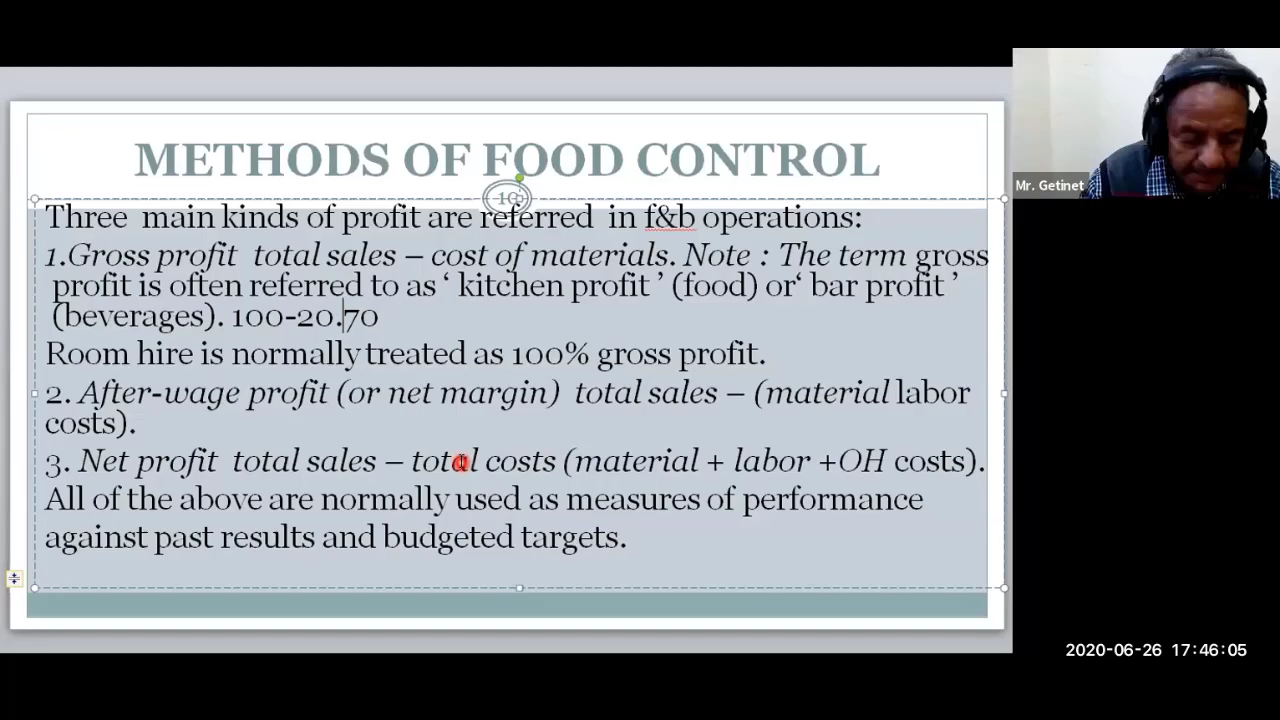 METHODS OF FOOD CONTROL
10
Three main kinds of profit are referred in f&b operations:
1.Gross profit total sales – cost of materials. Note : The term gross
profit is often referred to as ‘ kitchen profit ’ (food) or‘ bar profit ’
(beverages). 100-20.70
Room hire is normally treated as 100% gross profit.
2. After-wage profit (or net margin) total sales – (material labor
costs).
3. Net profit total sales – total costs (material + labor +OH costs).
All of the above are normally used as measures of performance
against past results and budgeted targets.
Mr. Getinet
2020-06-26 17:46:05